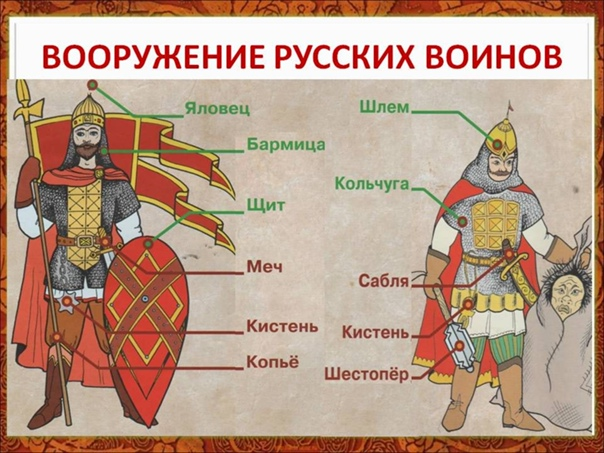 ВООРУЖЕНИЕ РУССКИХ ВОИНОВ
Яловец
Бармица
Щит
Меч
Кистень
Копьё
Шлем
Кольчуга
Сабля
Кистень
Шестопёр